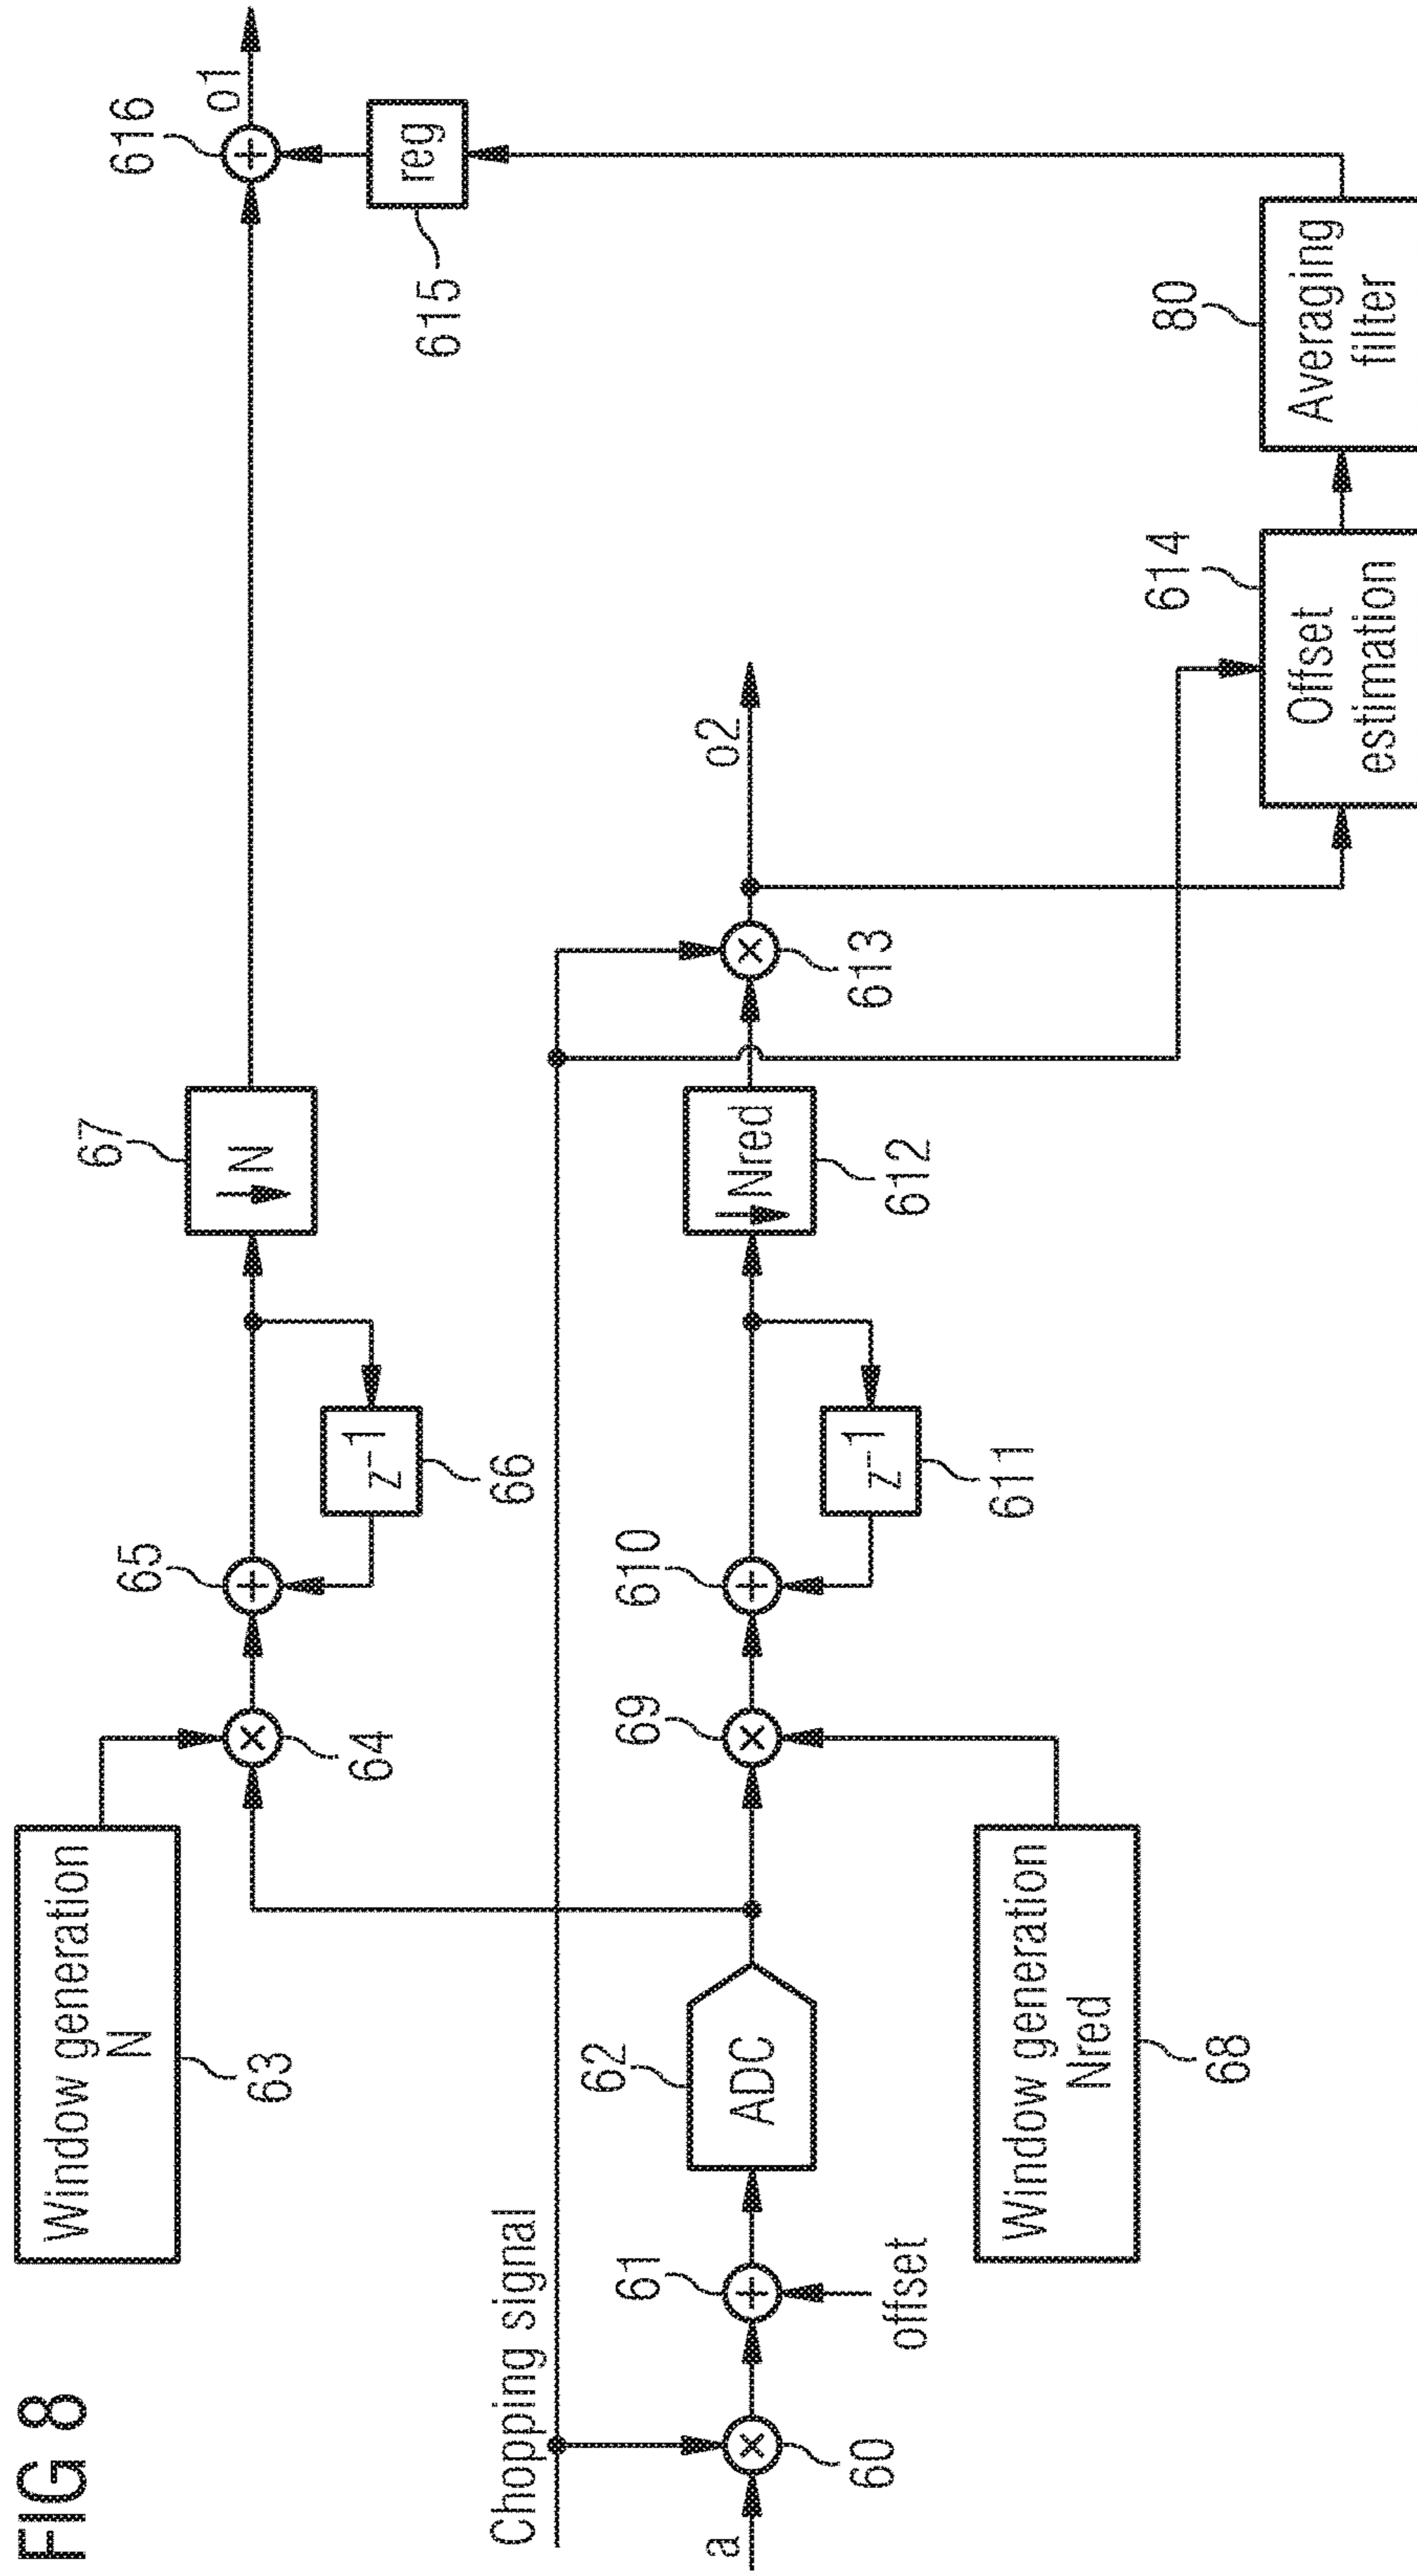 FIG 8
Window generation
N
63
64
65
z⁻¹
66
67
N
616
o1
reg
615
Chopping signal
a
60
61
offset
62
ADC
Window generation
Nred
68
69
610
z⁻¹
611
Nred
612
613
o2
614
Offset
estimation
80
Averaging
filter